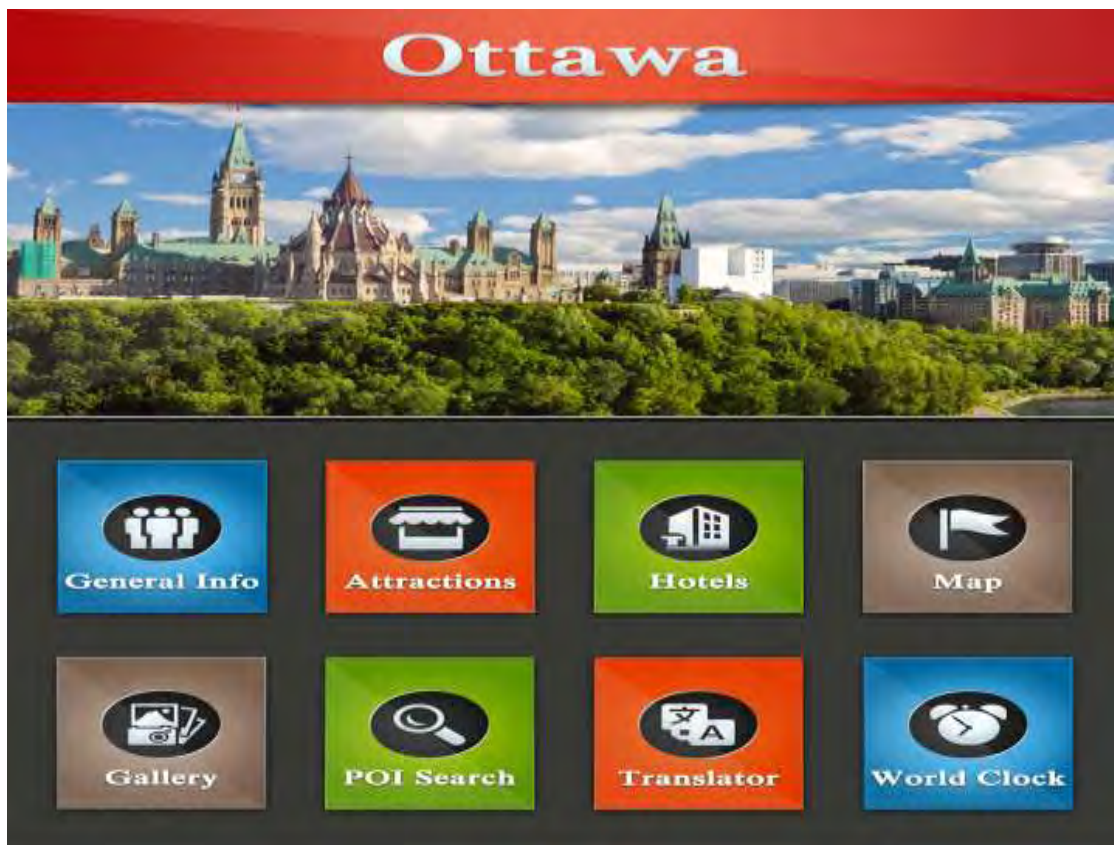 Ottawa
General Info
Attractions
Hotels
Map
Gallery
POI Search
Translator
World Clock